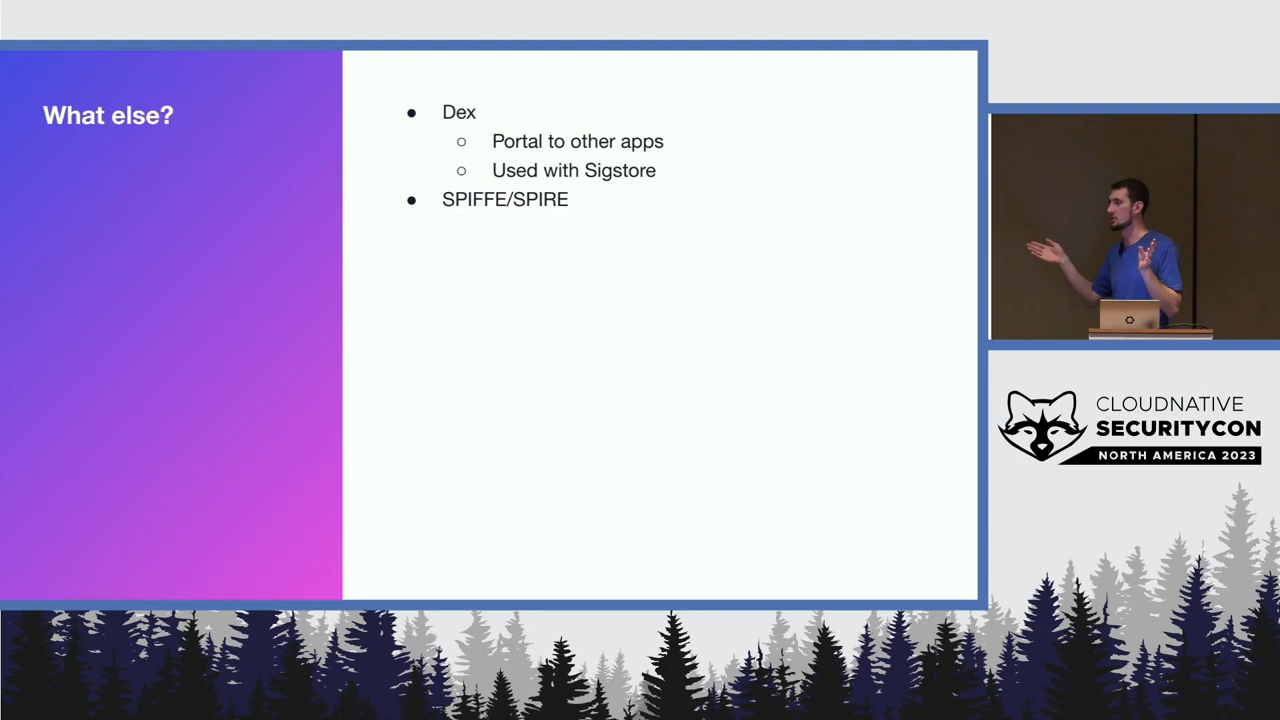 What else?
● Dex
○ Portal to other apps
○ Used with Sigstore
● SPIFFE/SPIRE
CLOUDNATIVE
SECURITYCON
NORTH AMERICA 2023